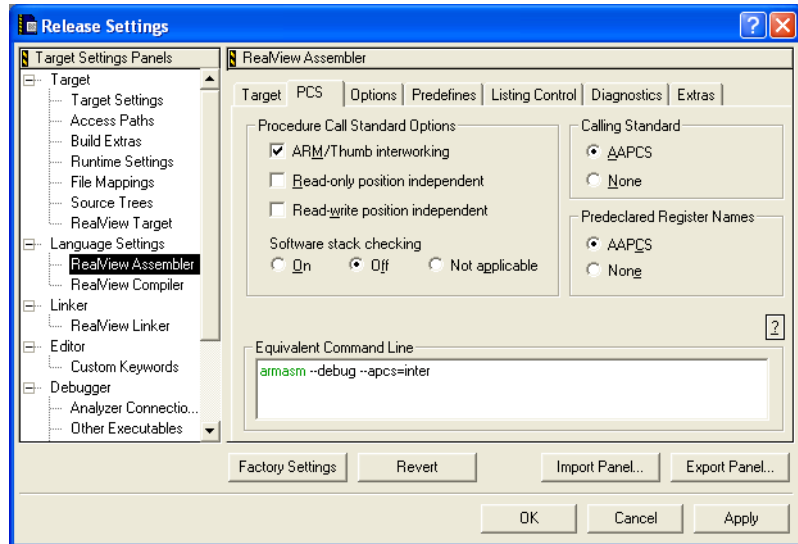 Release Settings
Target Settings Panels
Target
Target Settings
Access Paths
Build Extras
Runtime Settings
File Mappings
Source Trees
RealView Target
Language Settings
RealView Assembler
RealView Compiler
Linker
RealView Linker
Editor
Custom Keywords
Debugger
Analyzer Connectio...
Other Executables
RealView Assembler
Target PCS Options Predefines Listing Control Diagnostics Extras
Procedure Call Standard Options
ARM/Thumb interworking
Read-only position independent
Read-write position independent
Software stack checking
On Off Not applicable
Calling Standard
AAPCS
None
Predeclared Register Names
AAPCS
None
?
Equivalent Command Line
armasm --debug --apcs=inter
Factory Settings Revert Import Panel... Export Panel...
OK Cancel Apply